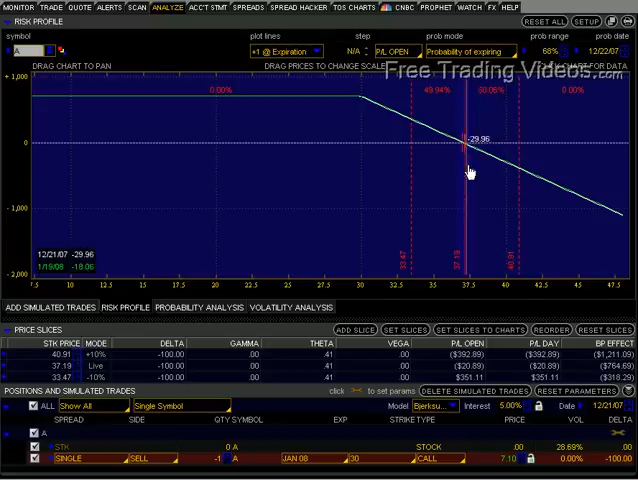 MONITOR TRADE QUOTE ALERTS SCAN ANALYZE ACC'T STMT SPREADS SPREAD HACKER TOS CHARTS CNBC PROPHET WATCH FX HELP
RISK PROFILE RESET ALL SETUP
symbol plot lines step prob mode prob range date
A +1 @ Expiration N/A P/L OPEN Probability of expiring 68% 12/22/07
+1,000 DRAG CHART TO PAN DRAG PRICES TO CHANGE SCALE CHART FOR DATA
Free Trading Videos.com
0.00% 49.94% 50.06% 0.00%
0 -29.96
-1,000
12/21/07 -29.96
1/19/08 -18.06
33.47 37.19 40.91
-2,000
7.5 10 12.5 15 17.5 20 22.5 25 27.5 30 32.5 35 37.5 40 42.5 45 47.5
ADD SIMULATED TRADES RISK PROFILE PROBABILITY ANALYSIS VOLATILITY ANALYSIS
PRICE SLICES ADD SLICE SET SLICES SET SLICES TO CHARTS REORDER RESET SLICES
STK PRICE MODE DELTA GAMMA THETA VEGA P/L OPEN P/L DAY BP EFFECT
40.91 +10% -100.00 .00 .00 .00 ($392.89) ($392.89) ($1,211.09)
37.19 Live -100.00 .00 .00 .00 ($20.89) ($20.89) ($764.69)
33.47 -10% -100.00 .00 .00 .00 $351.11 $351.11 ($318.29)
POSITIONS AND SIMULATED TRADES click to set params DELETE SIMULATED TRADES RESET PARAMETERS
ALL Show All Single Symbol Model Bjerksu... Interest 5.00% Date 12/21/07
SPREAD SIDE QTY SYMBOL EXP STRIKE TYPE PRICE VOL DELTA
A
STK 0 A STOCK .00 28.69% .00
SINGLE SELL -1 A JAN 08 30 CALL 7.10 0.00% -100.00